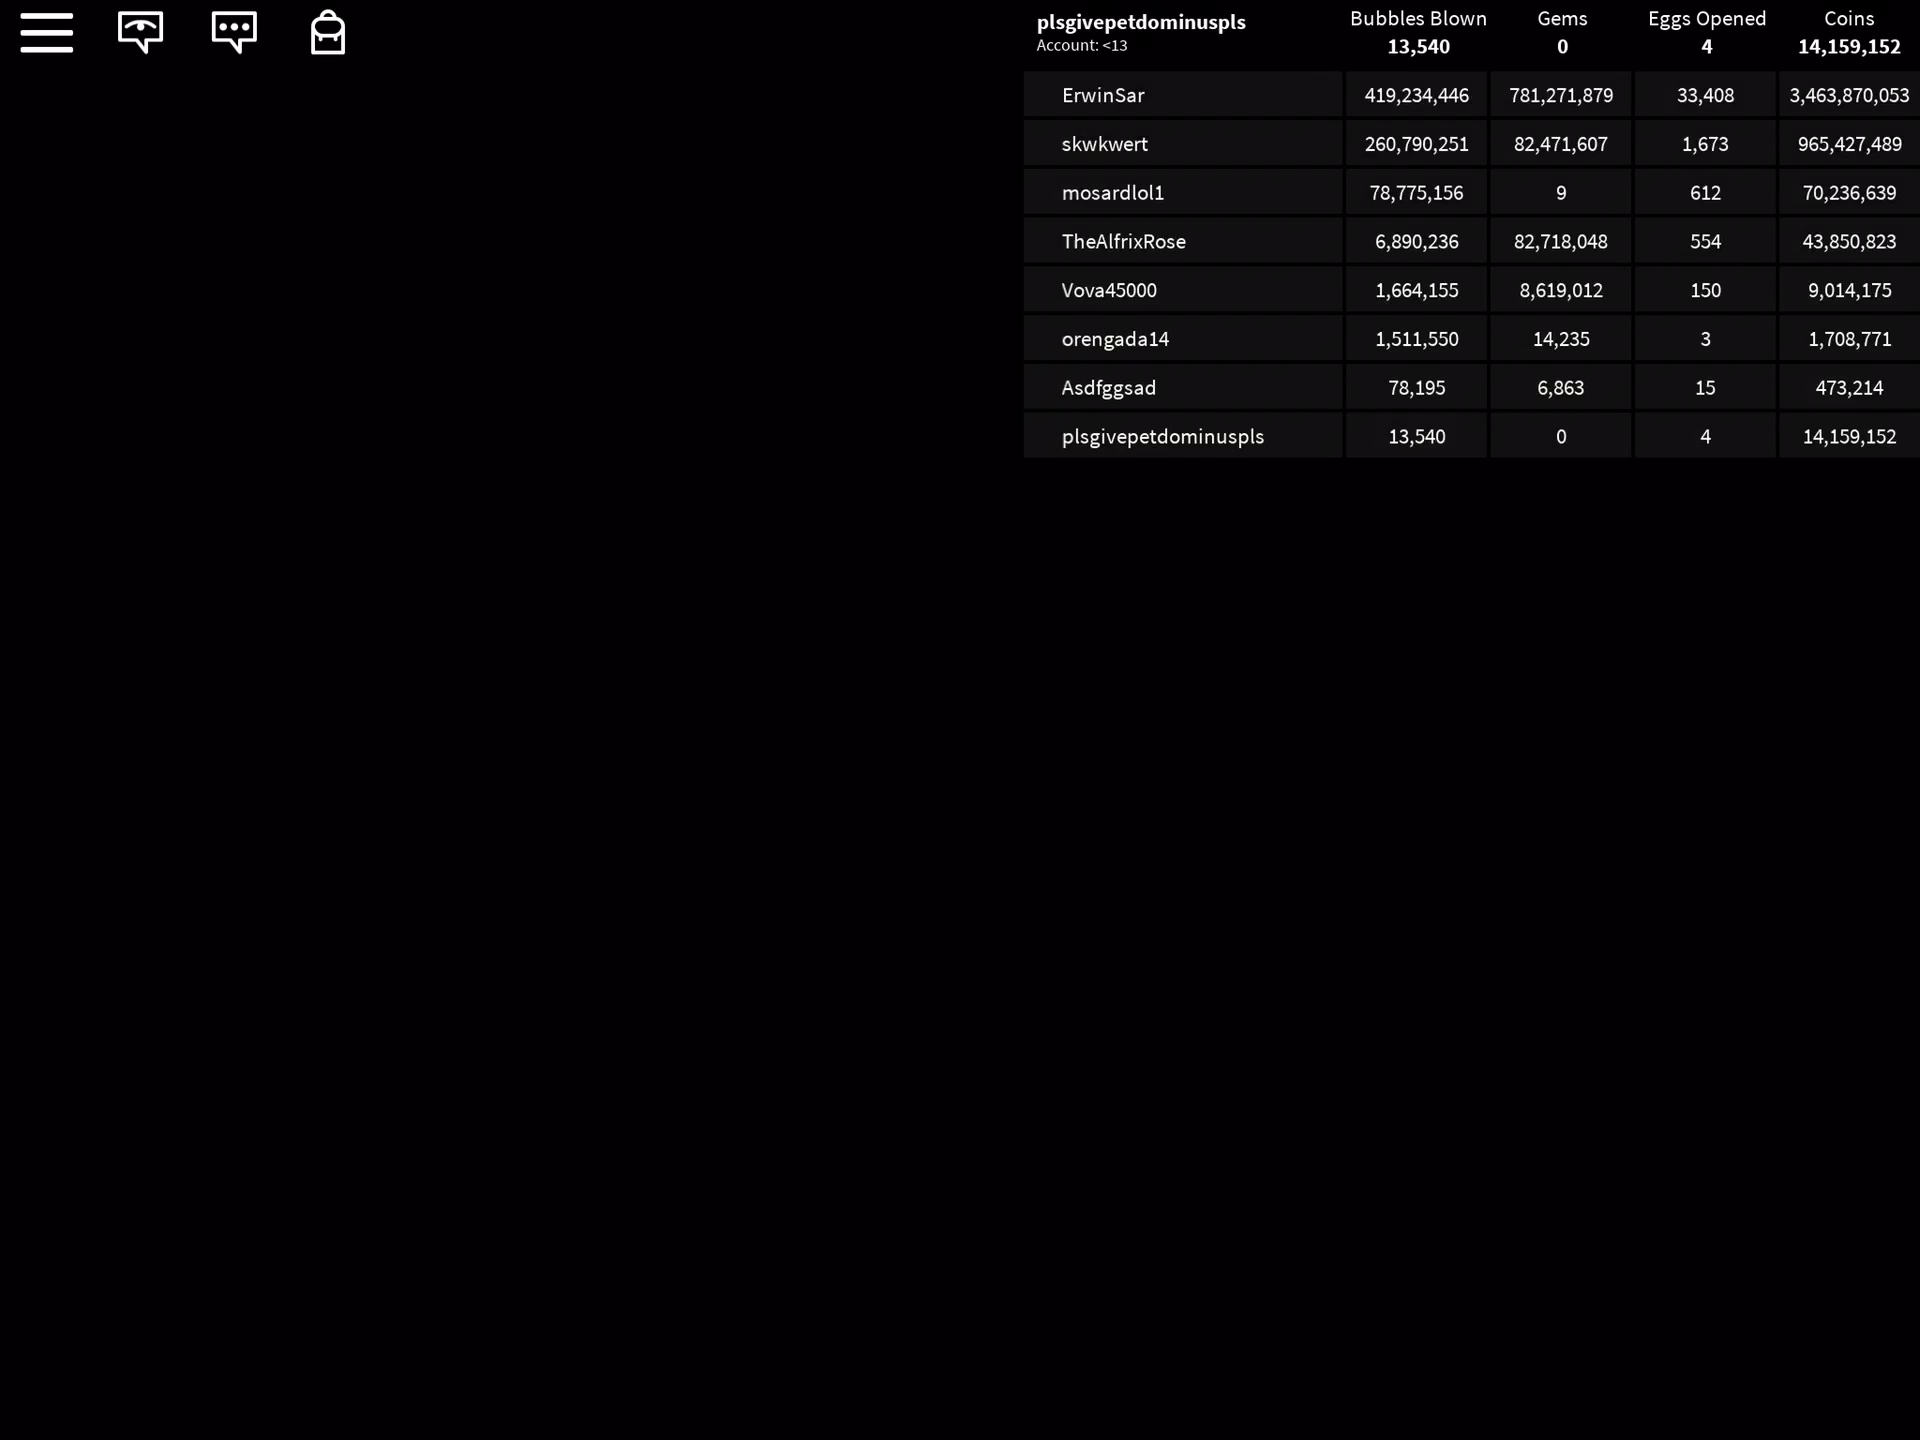 plsgivepetdominuspls Bubbles Blown Gems Eggs Opened Coins
Account: <13 13,540 0 4 14,159,152
ErwinSar 419,234,446 781,271,879 33,408 3,463,870,053
skwkwert 260,790,251 82,471,607 1,673 965,427,489
mosardlol1 78,775,156 9 612 70,236,639
TheAlfrixRose 6,890,236 82,718,048 554 43,850,823
Vova45000 1,664,155 8,619,012 150 9,014,175
orengada14 1,511,550 14,235 3 1,708,771
Asdfggsad 78,195 6,863 15 473,214
plsgivepetdominuspls 13,540 0 4 14,159,152